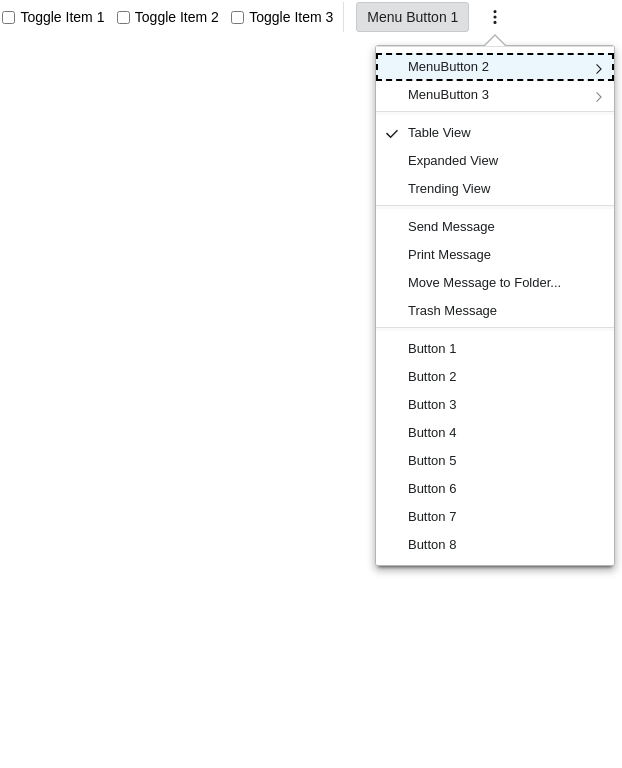 Toggle Item 1 Toggle Item 2 Toggle Item 3 Menu Button 1
MenuButton 2
MenuButton 3
Table View
Expanded View
Trending View
Send Message
Print Message
Move Message to Folder...
Trash Message
Button 1
Button 2
Button 3
Button 4
Button 5
Button 6
Button 7
Button 8